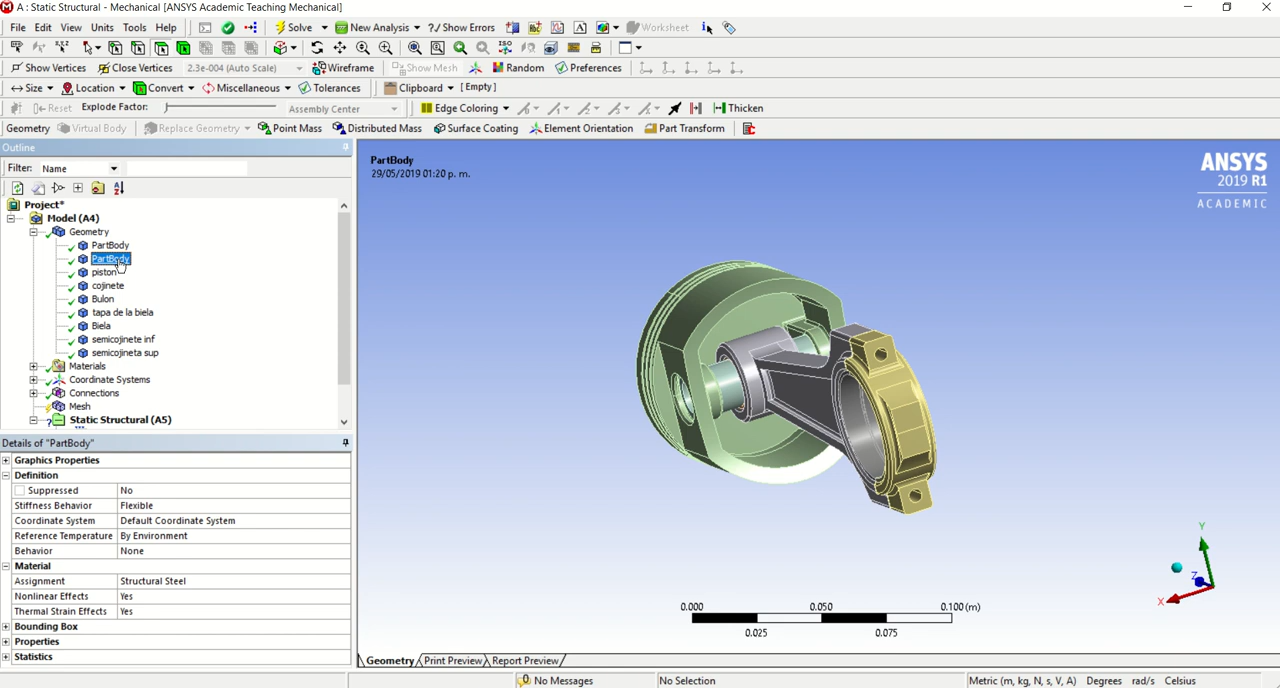 A : Static Structural - Mechanical [ANSYS Academic Teaching Mechanical]
File Edit View Units Tools Help Solve New Analysis ?/ Show Errors A Worksheet i
ISO
Show Vertices Close Vertices 2.3e-004 (Auto Scale) Wireframe Show Mesh Random Preferences
Size Location Convert Miscellaneous Tolerances Clipboard [ Empty ]
Reset Explode Factor: Assembly Center Edge Coloring Thicken
Geometry Virtual Body Replace Geometry Point Mass Distributed Mass Surface Coating Element Orientation Part Transform
Outline
Filter: Name
Project*
Model (A4)
Geometry
PartBody
PartBody
piston
cojinete
Bulon
tapa de la biela
Biela
semicojinete inf
semicojineta sup
Materials
Coordinate Systems
Connections
Mesh
Static Structural (A5)
Details of "PartBody"
Graphics Properties
Definition
Suppressed No
Stiffness Behavior Flexible
Coordinate System Default Coordinate System
Reference Temperature By Environment
Behavior None
Material
Assignment Structural Steel
Nonlinear Effects Yes
Thermal Strain Effects Yes
Bounding Box
Properties
Statistics
PartBody
29/05/2019 01:20 p. m.
ANSYS
2019 R1
ACADEMIC
Y
Z
X
0.000 0.050 0.100 (m)
0.025 0.075
Geometry Print Preview Report Preview
No Messages No Selection Metric (m, kg, N, s, V, A) Degrees rad/s Celsius